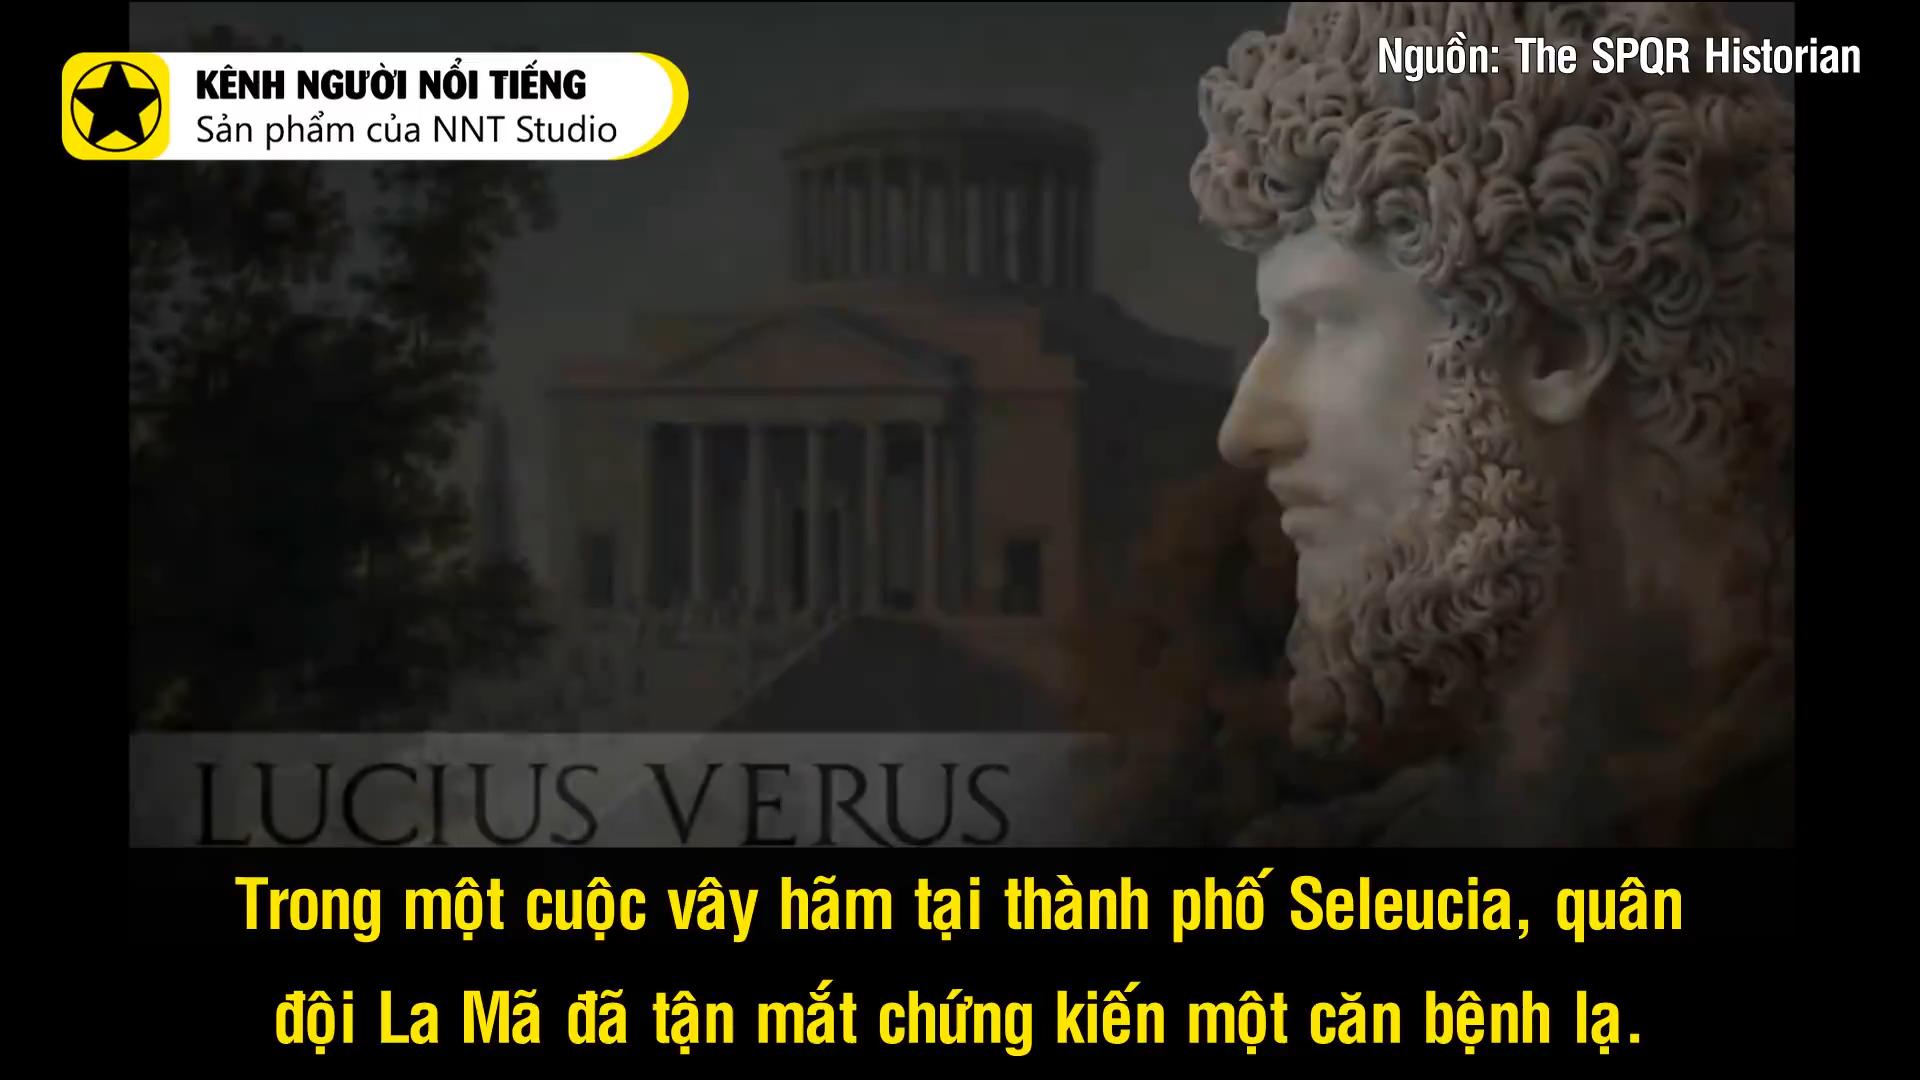 Nguồn: The SPQR Historian
KÊNH NGƯỜI NỔI TIẾNG
Sản phẩm của NNT Studio
LUCIUS VERUS
Trong một cuộc vây hãm tại thành phố Seleucia, quân
đội La Mã đã tận mắt chứng kiến một căn bệnh lạ.